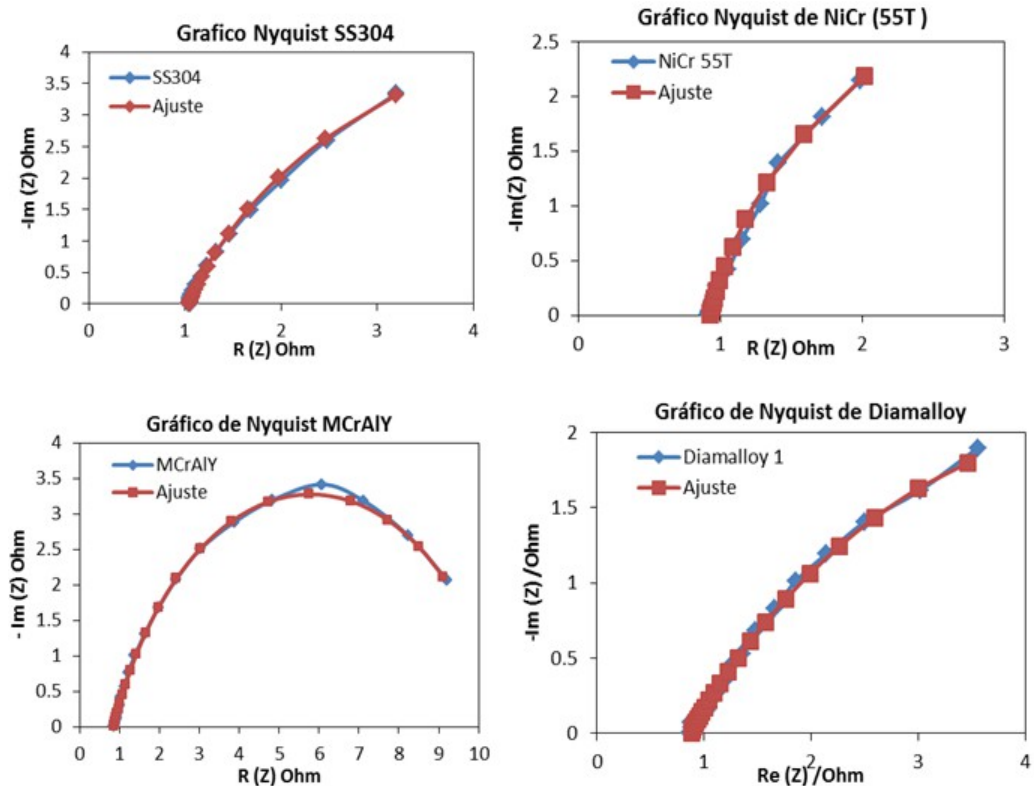 Grafico Nyquist SS304
4
3.5
3
2.5
2
1.5
1
0.5
0
-Im (Z) Ohm
SS304
Ajuste
0 1 2 3 4
R (Z) Ohm
Gráfico Nyquist de NiCr (55T )
2.5
2
1.5
1
0.5
0
-Im(Z) Ohm
NiCr 55T
Ajuste
0 1 2 3
R (Z) Ohm
Gráfico de Nyquist MCrAlY
4
3.5
3
2.5
2
1.5
1
0.5
0
- Im (Z) Ohm
MCrAlY
Ajuste
0 1 2 3 4 5 6 7 8 9 10
R (Z) Ohm
Gráfico de Nyquist de Diamalloy
2
1.5
1
0.5
0
-Im (Z) /Ohm
Diamalloy 1
Ajuste
0 1 2 3 4
Re (Z) /Ohm